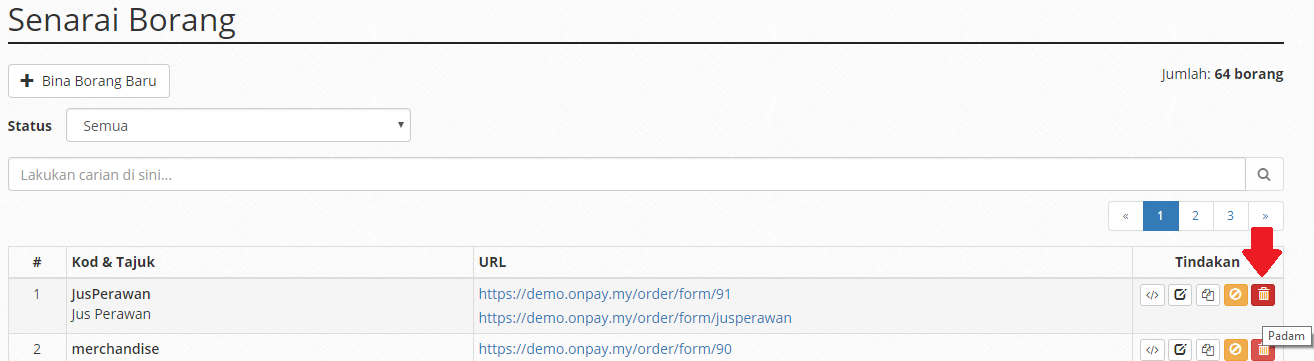 Senarai Borang
Bina Borang Baru
Jumlah: 64 borang
Status Semua
Lakukan carian di sini...
« 1 2 3 »
# Kod & Tajuk URL Tindakan
1 JusPerawan https://demo.onpay.my/order/form/91
Jus Perawan https://demo.onpay.my/order/form/jusperawan
Padam
2 merchandise https://demo.onpay.my/order/form/90